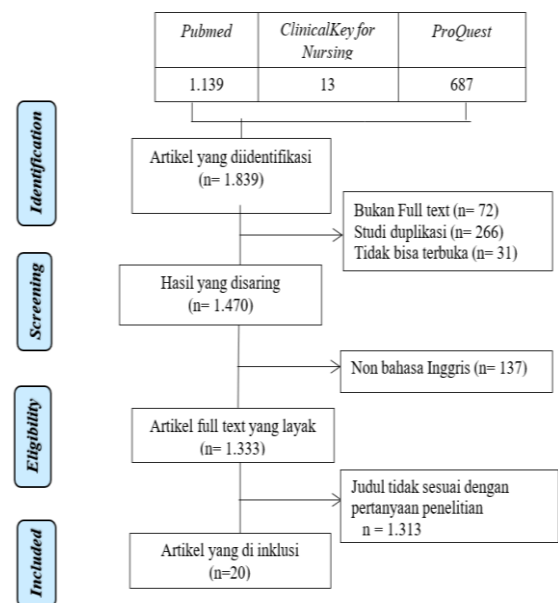 Pubmed
ClinicalKey for
Nursing
ProQuest
1.139
13
687
Identification
Artikel yang diidentifikasi
(n= 1.839)
Bukan Full text (n= 72)
Studi duplikasi (n= 266)
Tidak bisa terbuka (n= 31)
Screening
Hasil yang disaring
(n= 1.470)
Non bahasa Inggris (n= 137)
Eligibility
Artikel full text yang layak
(n= 1.333)
Judul tidak sesuai dengan
pertanyaan penelitian
n = 1.313
Included
Artikel yang di inklusi
(n=20)